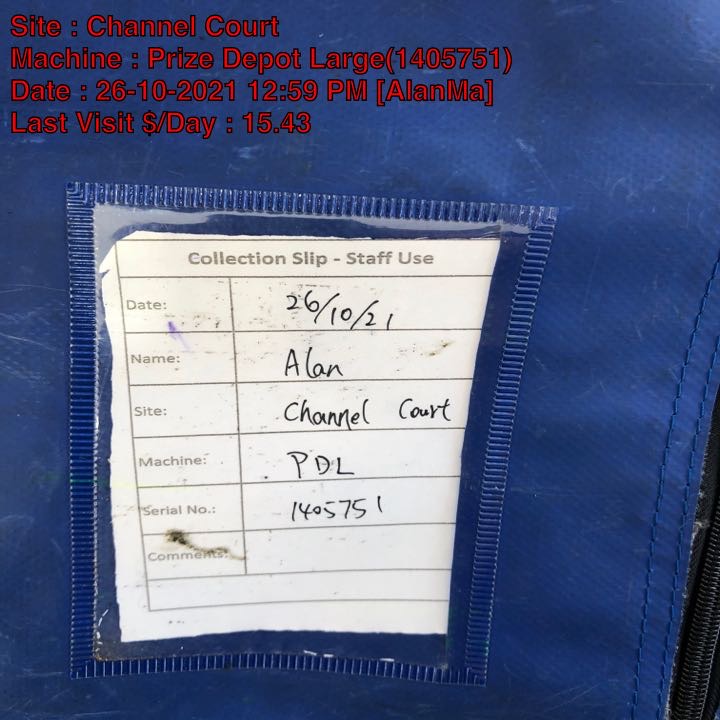 Site : Channel Court
Machine : Prize Depot Large(1405751)
Date : 26-10-2021 12:59 PM [AlanMa]
Last Visit $/Day : 15.43
Collection Slip - Staff Use
Date: 26/10/21
Name: Alan
Site: Channel Court
Machine: PDL
Serial No.: 1405751
Comments: